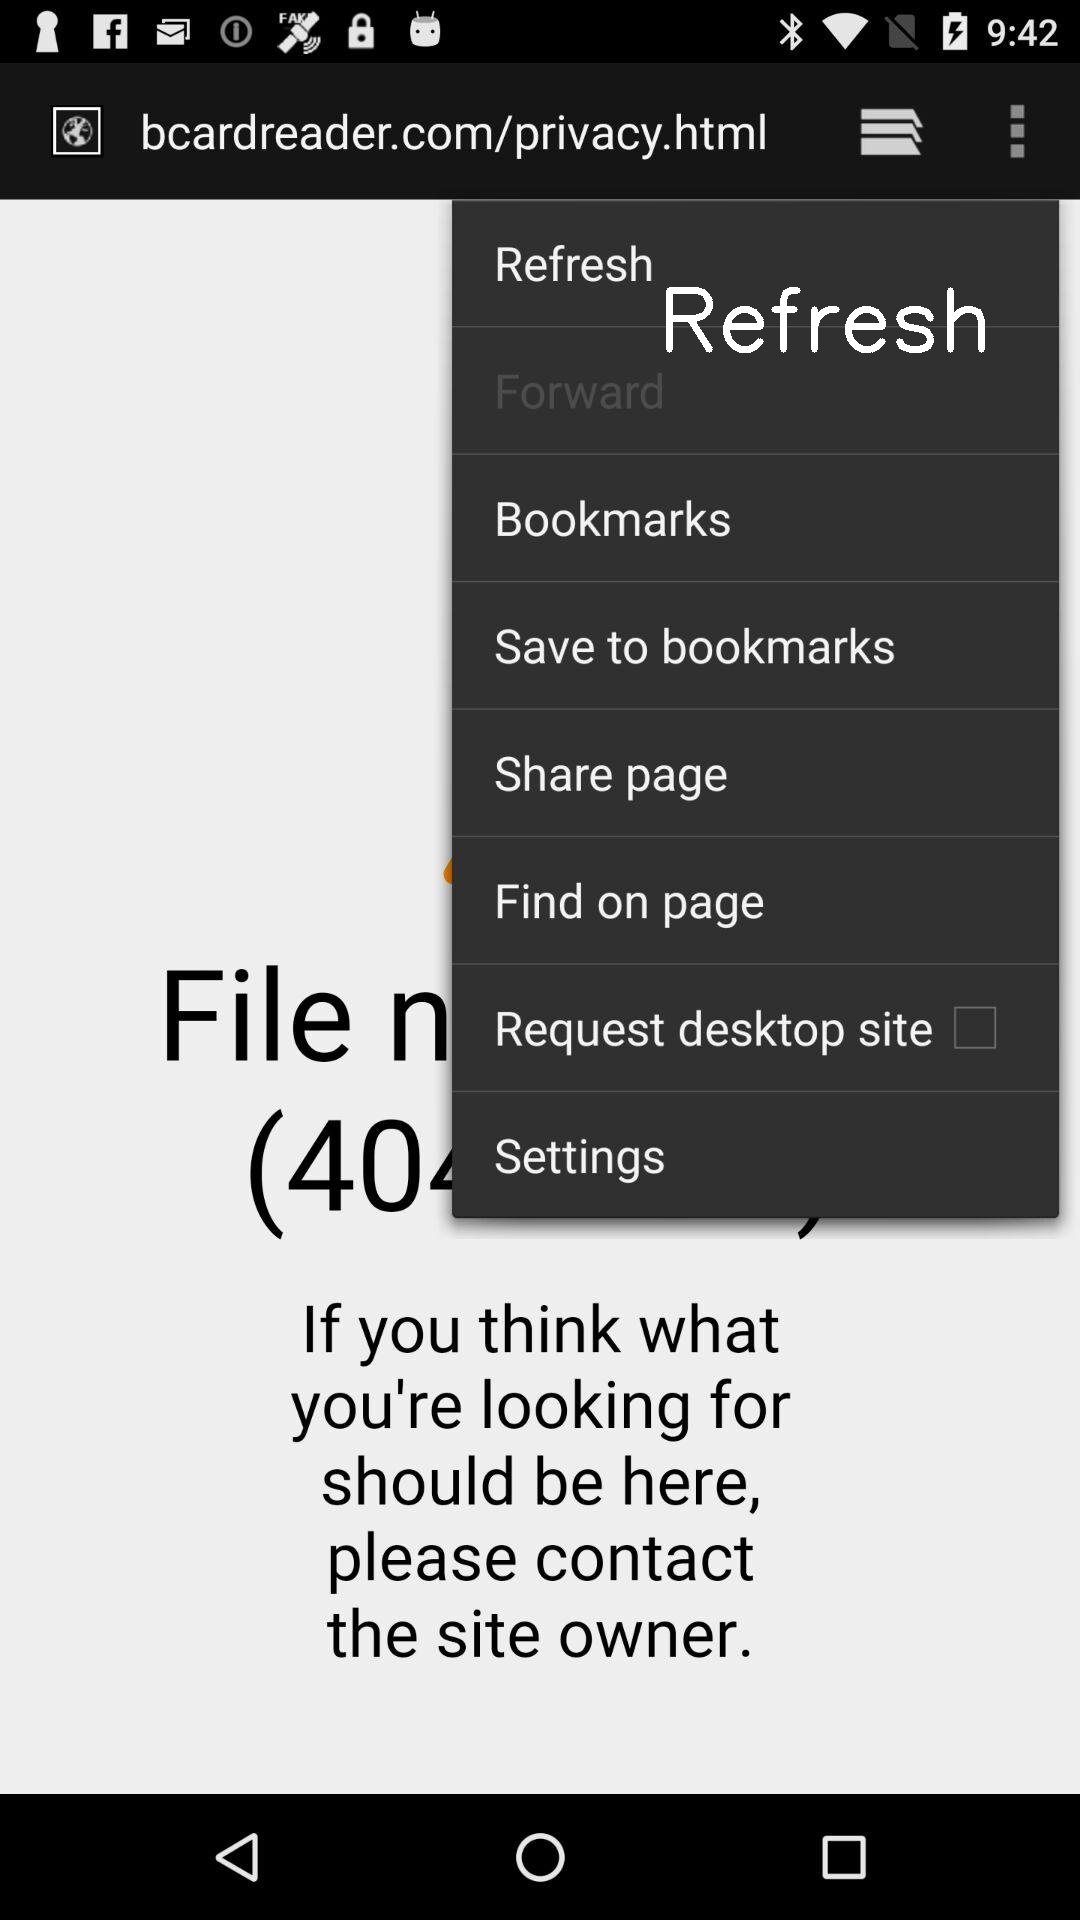 FAKE
9:42
bcardreader.com/privacy.html
Refresh
Refresh
Forward
Bookmarks
Save to bookmarks
Share page
Find on page
File n
Request desktop site
(404
)
Settings
If you think what
you're looking for
should be here,
please contact
the site owner.